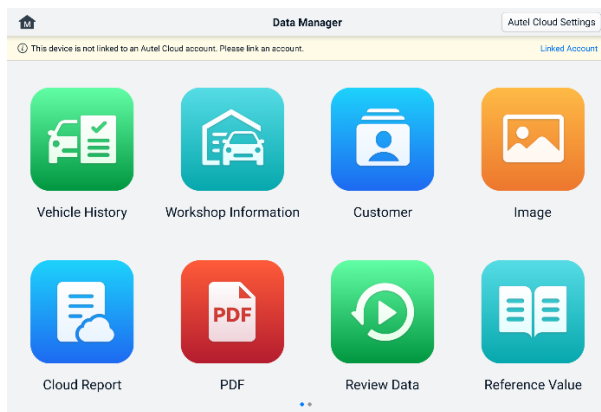 M
Data Manager
Autel Cloud Settings
This device is not linked to an Autel Cloud account. Please link an account.
Linked Account
Vehicle History
Workshop Information
Customer
Image
PDF
Cloud Report
PDF
Review Data
Reference Value